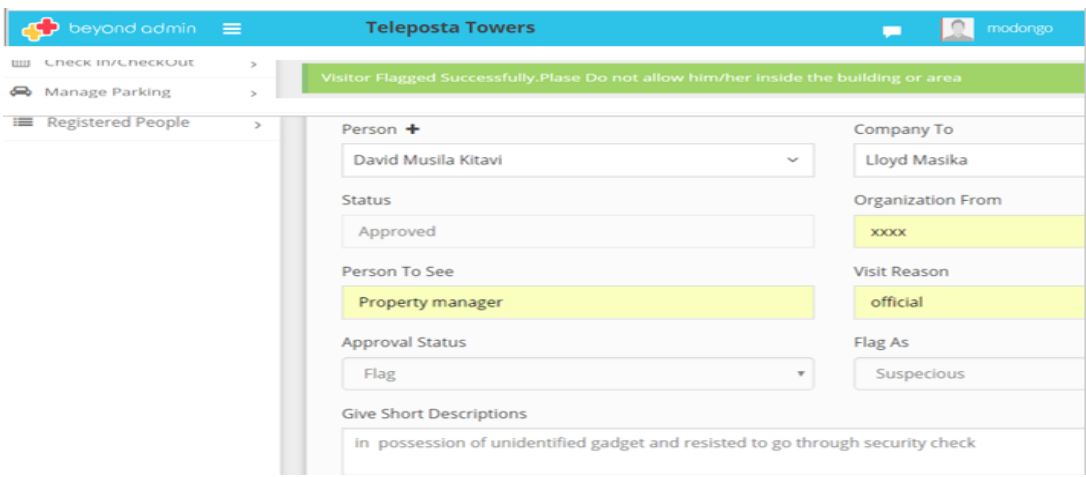 beyond admin
Teleposta Towers
modongo
Check In/CheckOut
Visitor Flagged Successfully.Plase Do not allow him/her inside the building or area
Manage Parking
Registered People
Person +
Company To
David Musila Kitavi
Lloyd Masika
Status
Organization From
Approved
xxxx
Person To See
Visit Reason
Property manager
official
Approval Status
Flag As
Flag
Suspecious
Give Short Descriptions
in possession of unidentified gadget and resisted to go through security check